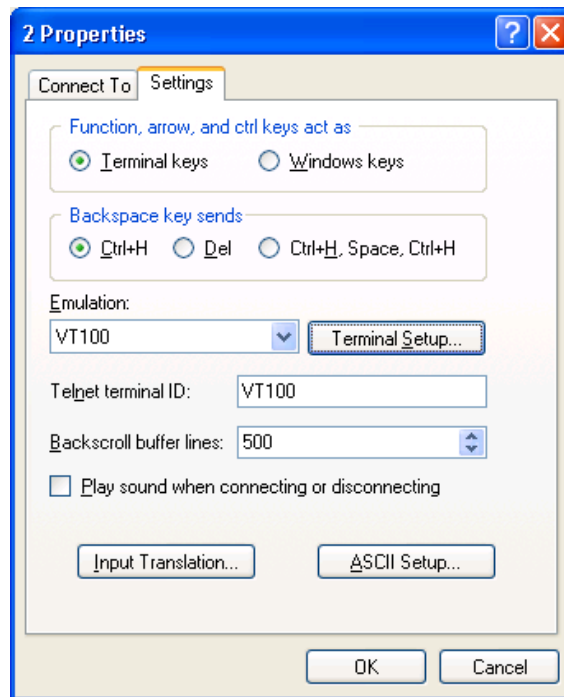 2 Properties
Connect To Settings
Function, arrow, and ctrl keys act as
Terminal keys Windows keys
Backspace key sends
Ctrl+H Del Ctrl+H, Space, Ctrl+H
Emulation:
VT100 Terminal Setup...
Telnet terminal ID: VT100
Backscroll buffer lines: 500
Play sound when connecting or disconnecting
Input Translation... ASCII Setup...
OK Cancel